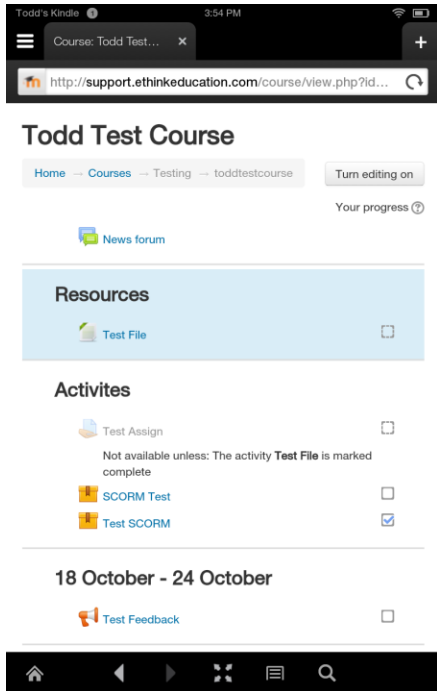 Todd's Kindle 1 3:54 PM
Course: Todd Test... × +
http://support.ethinkeducation.com/course/view.php?id...
Todd Test Course
Home → Courses → Testing → toddtestcourse Turn editing on
Your progress ?
News forum
Resources
Test File
Activites
Test Assign
Not available unless: The activity Test File is marked
complete
SCORM Test
Test SCORM
18 October - 24 October
Test Feedback